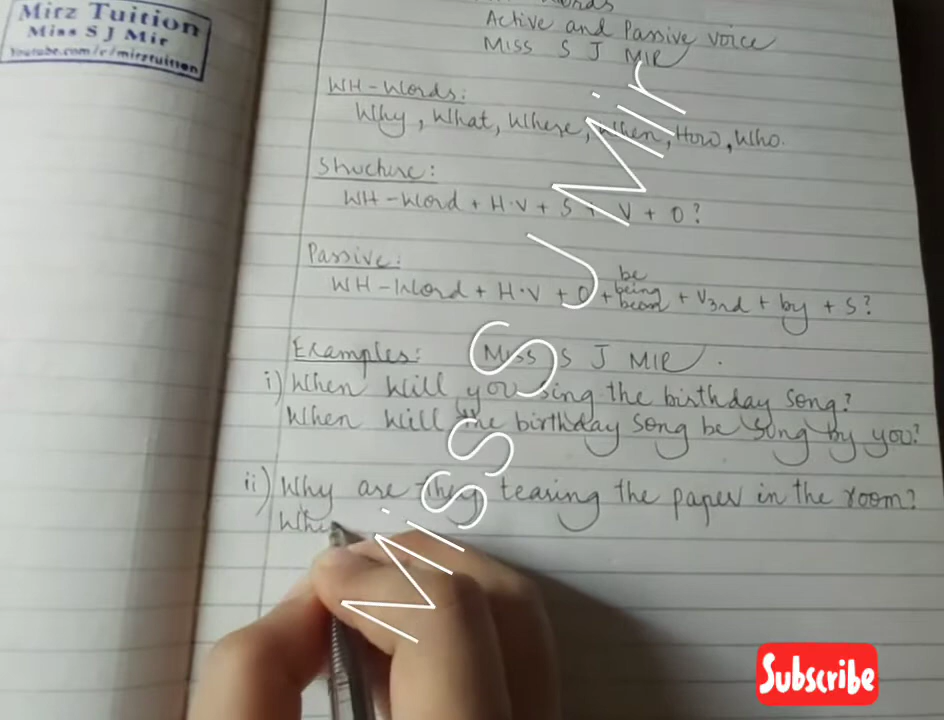 Mirz Tuition
Miss S J Mir
Youtube.com/c/mirztuition
Active and Passive voice
MISS S J MIR
WH-Words:
Why, What, Where, When, How, Who.
Structure:
WH-Word + H.V + S + V + O?
Passive:
WH-Word + H.V + O + be being been + V3rd + by + S?
Examples: Miss S J MIR.
i) When will you sing the birthday song?
When will the birthday song be song by you?
ii) Why are they tearing the paper in the room?
Whe
Miss S J Mir
Subscribe